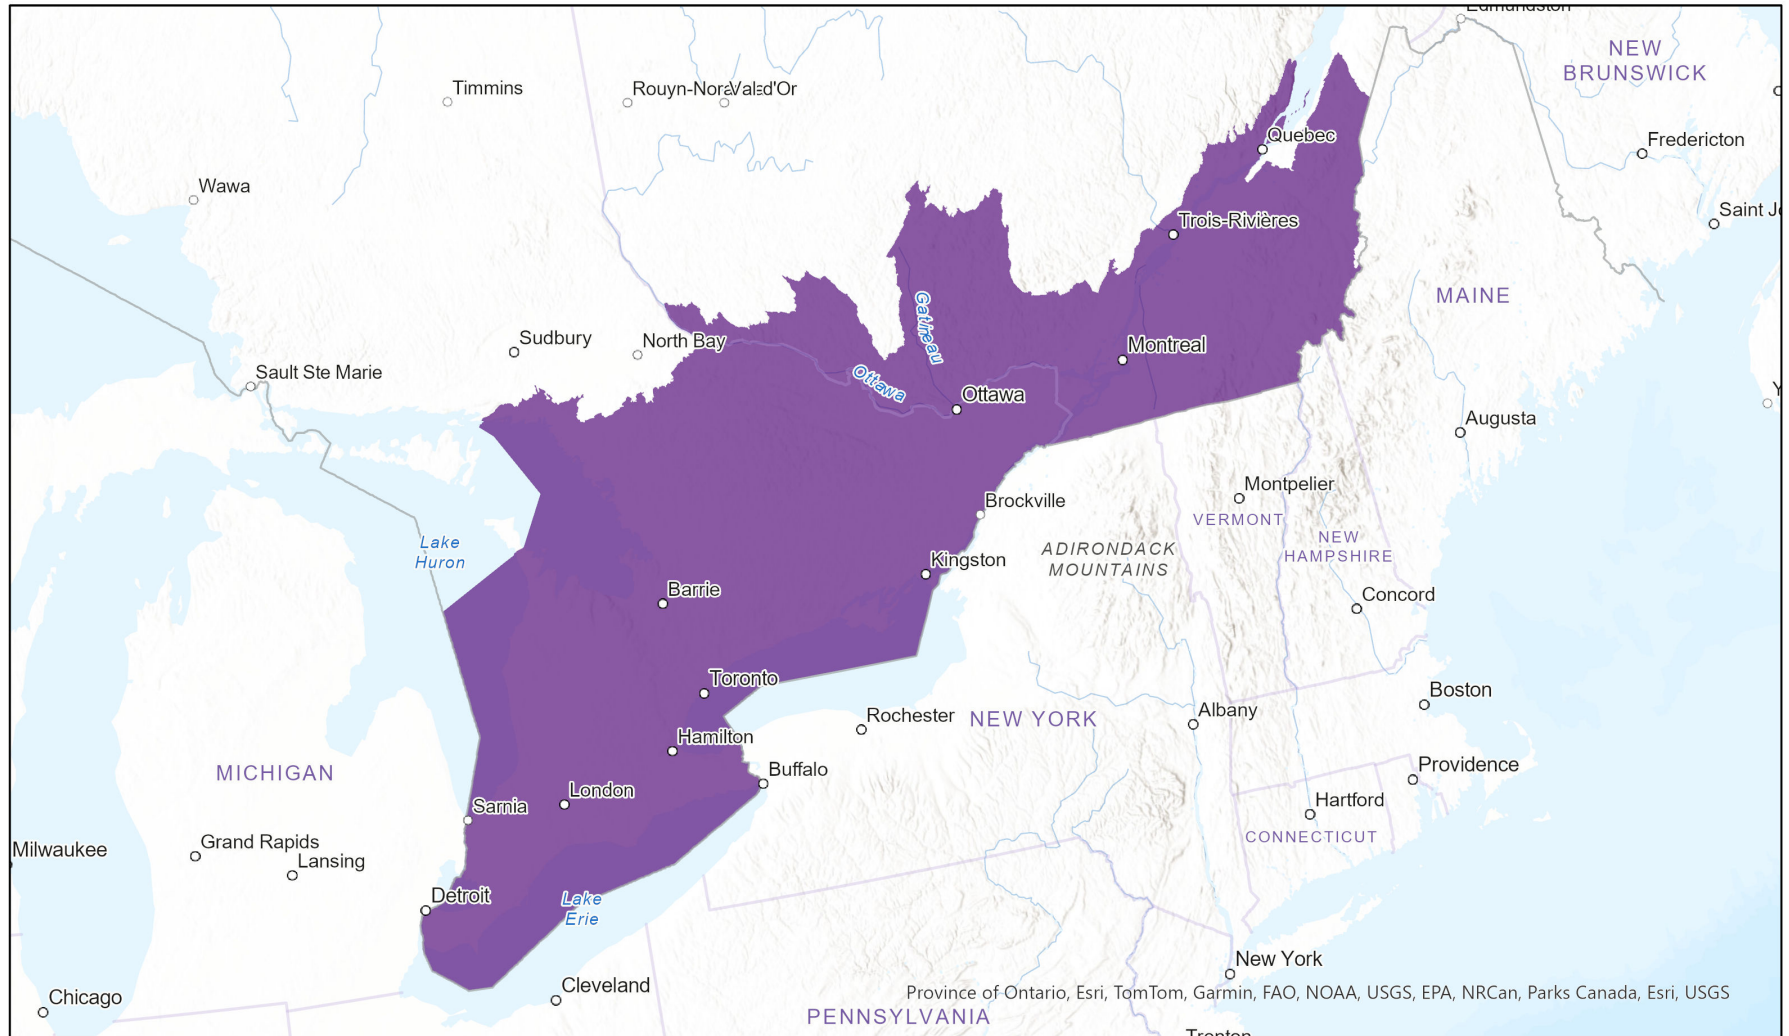 Edmundston
NEW
BRUNSWICK
Timmins
Rouyn-Nora
Val-d'Or
Quebec
Fredericton
Wawa
Saint J
Trois-Rivières
MAINE
Gatineau
Sudbury
North Bay
Montreal
Sault Ste Marie
Ottawa
Ottawa
Y
Augusta
Montpelier
VERMONT
Brockville
Lake
Huron
NEW
HAMPSHIRE
ADIRONDACK
MOUNTAINS
Kingston
Barrie
Concord
Toronto
Boston
Rochester
NEW YORK
Albany
Hamilton
MICHIGAN
Buffalo
Providence
London
Sarnia
Hartford
CONNECTICUT
Grand Rapids
Milwaukee
Lansing
Detroit
Lake
Erie
New York
Cleveland
Chicago
Province of Ontario, Esri, TomTom, Garmin, FAO, NOAA, USGS, EPA, NRCan, Parks Canada, Esri, USGS
PENNSYLVANIA
Trenton